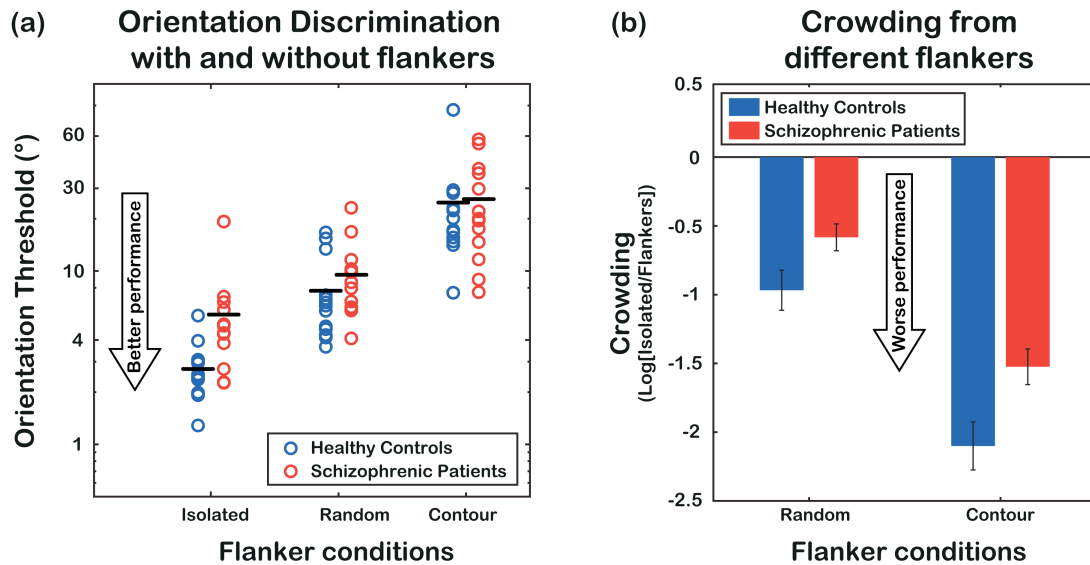 (a)
Orientation Discrimination
with and without flankers
Orientation Threshold (°)
60
30
10
4
1
Better performance
Healthy Controls
Schizophrenic Patients
Isolated
Random
Contour
Flanker conditions
(b)
Crowding from
different flankers
Crowding
(Log[Isolated/Flankers])
0.5
0
-0.5
-1
-1.5
-2
-2.5
Healthy Controls
Schizophrenic Patients
Worse performance
Random
Contour
Flanker conditions